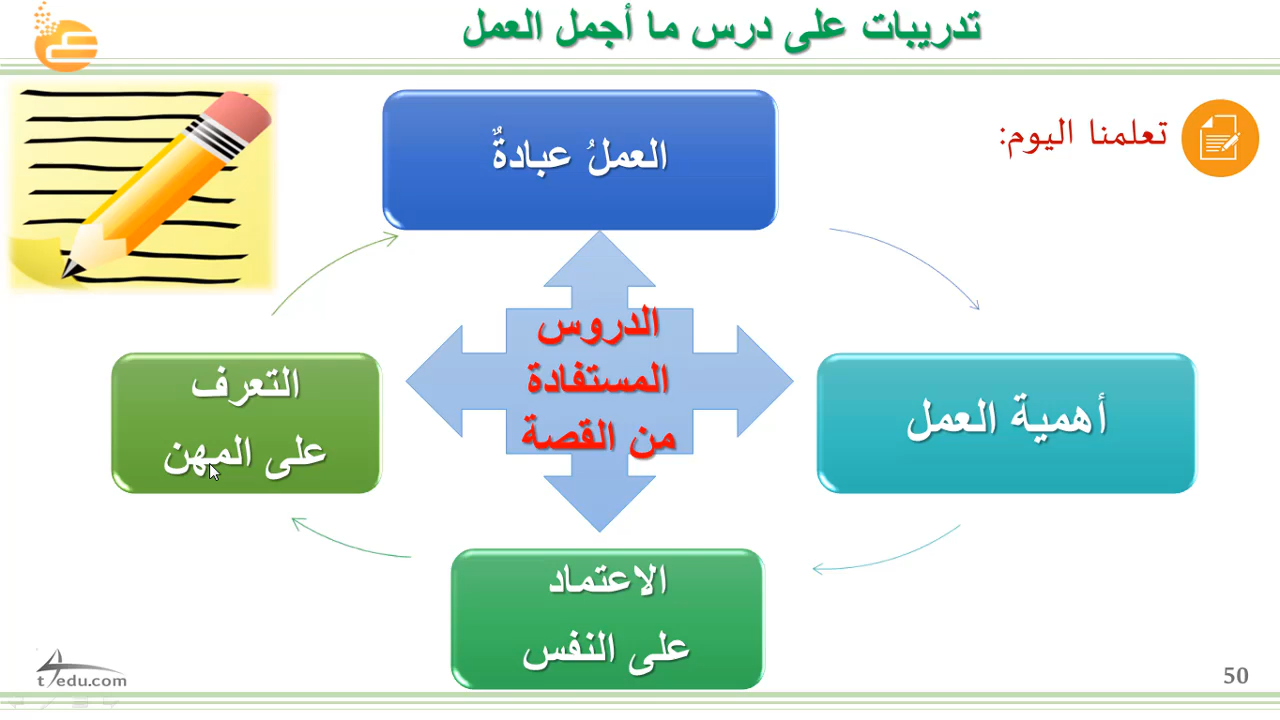 تدريبات على درس ما أجمل العمل
تعلمنا اليوم:
العملُ عبادةٌ
أهمية العمل
الدروس
المستفادة
من القصة
التعرف
على المهن
الاعتماد
على النفس
t4edu.com
50